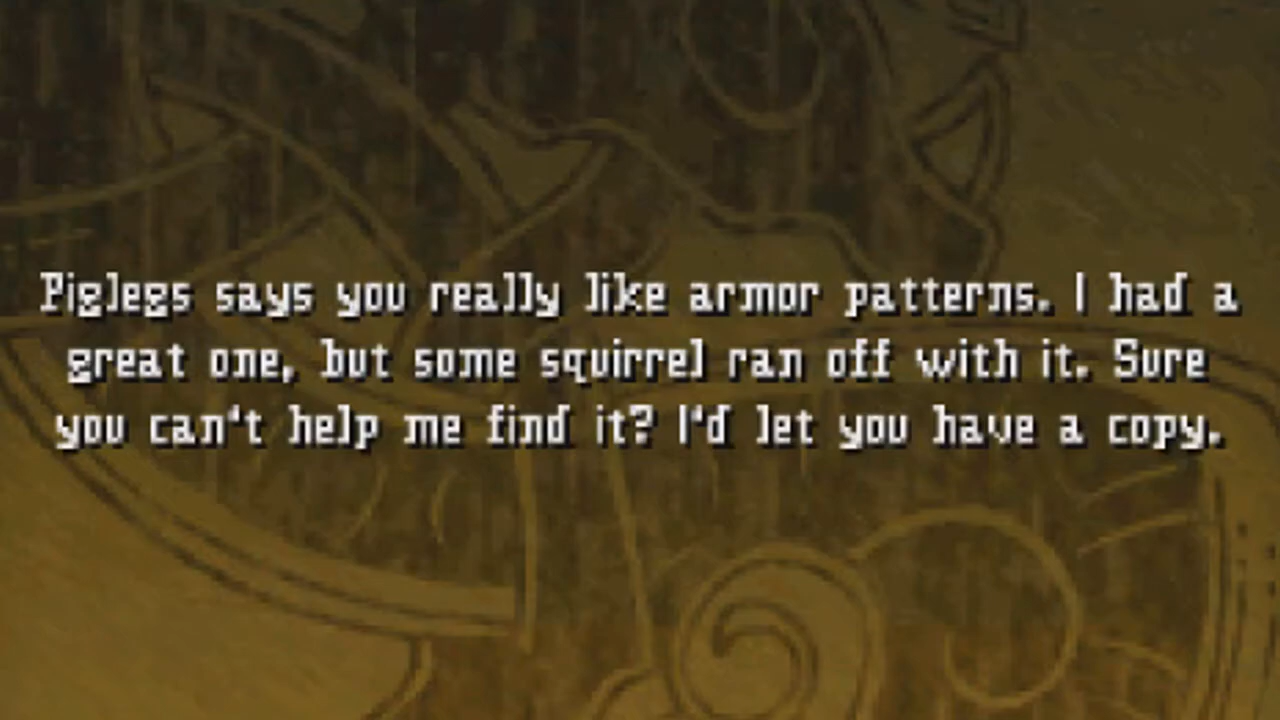 Piglegs says you really like armor patterns. I had a
great one, but some squirrel ran off with it. Sure
you can't help me find it? I'd let you have a copy.